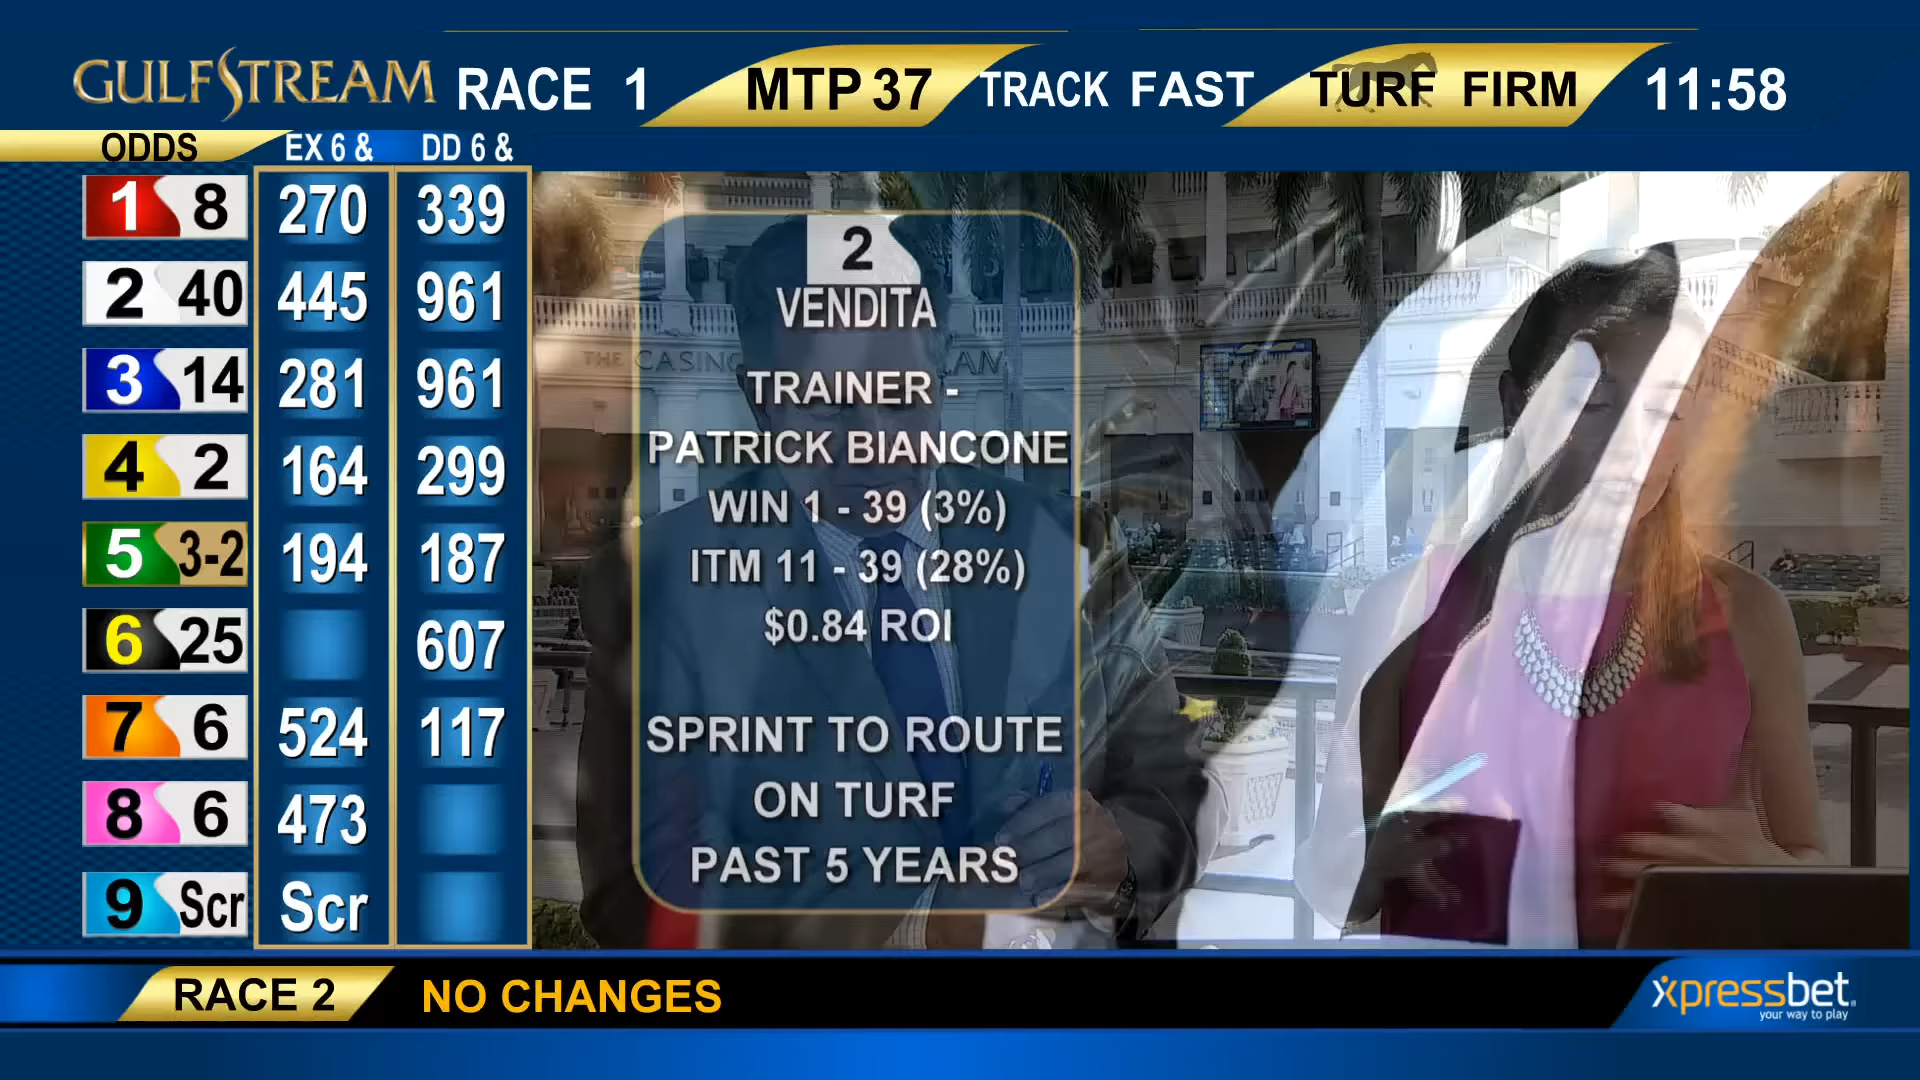 GULFSTREAM RACE 1 MTP 37 TRACK FAST TURF FIRM 11:58
ODDS EX 6 & DD 6 &
1 8 270 339
2 40 445 961
3 14 281 961
4 2 164 299
5 3-2 194 187
6 25 607
7 6 524 117
8 6 473
9 Scr Scr
2
VENDITA
TRAINER -
PATRICK BIANCONE
WIN 1 - 39 (3%)
ITM 11 - 39 (28%)
$0.84 ROI
SPRINT TO ROUTE
ON TURF
PAST 5 YEARS
THE CASINO
RACE 2 NO CHANGES
xpressbet.
your way to play